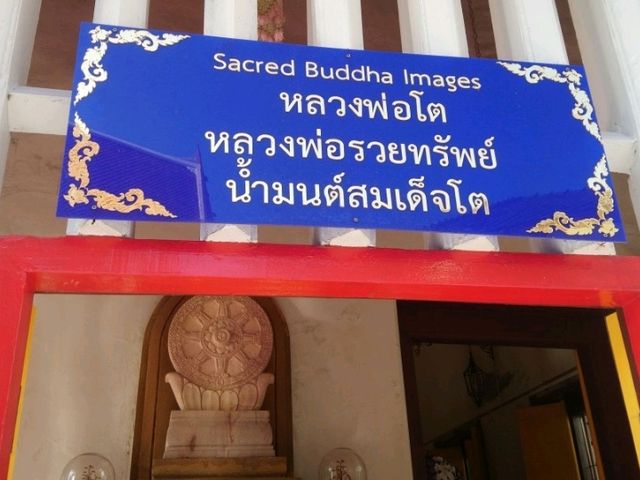 Sacred Buddha Images
หลวงพ่อโต
หลวงพ่อรวยทรัพย์
น้ำมนต์สมเด็จโต